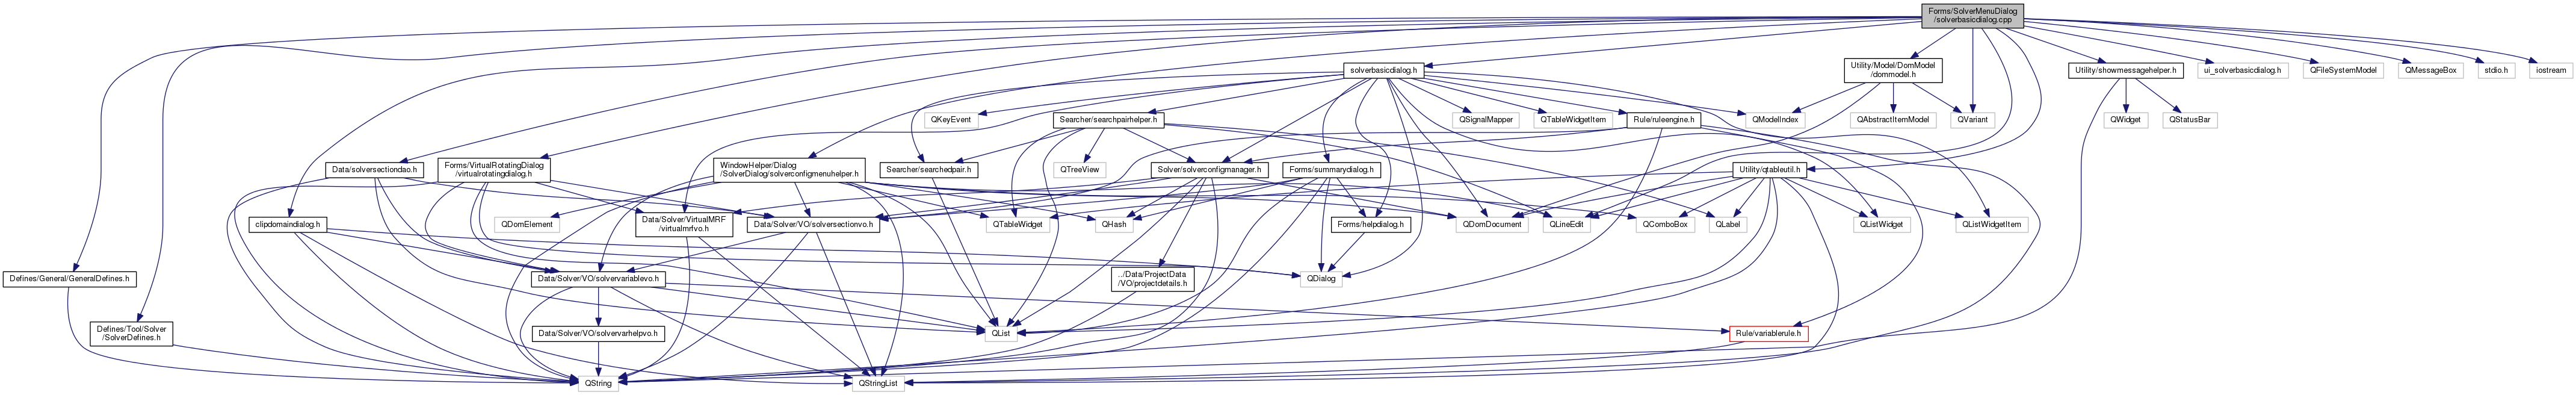 Forms/SolverMenuDialog
/solverbasicdialog.cpp
solverbasicdialog.h
Utility/Model/DomModel
/dommodel.h
Utility/showmessagehelper.h
ui_solverbasicdialog.h
QFileSystemModel
QMessageBox
stdio.h
iostream
QKeyEvent
Searcher/searchpairhelper.h
QSignalMapper
QTableWidgetItem
Rule/ruleengine.h
QModelIndex
QAbstractItemModel
QVariant
QWidget
QStatusBar
Data/solversectiondao.h
Forms/VirtualRotatingDialog
/virtualrotatingdialog.h
WindowHelper/Dialog
/SolverDialog/solverconfigmenuhelper.h
Searcher/searchedpair.h
QTreeView
Solver/solverconfigmanager.h
Forms/summarydialog.h
Utility/qtableutil.h
clipdomaindialog.h
QDomElement
Data/Solver/VirtualMRF
/virtualmrfvo.h
Data/Solver/VO/solversectionvo.h
QTableWidget
QHash
Forms/helpdialog.h
QDomDocument
QLineEdit
QComboBox
QLabel
QListWidget
QListWidgetItem
Defines/General/GeneralDefines.h
Data/Solver/VO/solvervariablevo.h
../Data/ProjectData
/VO/projectdetails.h
QDialog
Defines/Tool/Solver
/SolverDefines.h
Data/Solver/VO/solvervarhelpvo.h
QList
Rule/variablerule.h
QString
QStringList